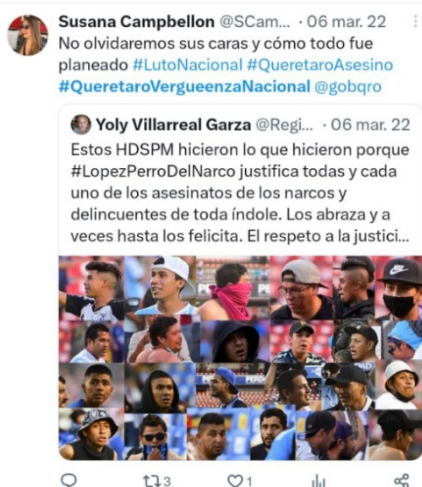 Susana Campbellon @SCam... · 06 mar. 22
No olvidaremos sus caras y cómo todo fue
planeado #LutoNacional #QueretaroAsesino
#QueretaroVergueenzaNacional @gobqro
Yoly Villarreal Garza @Regi... · 06 mar. 22
Estos HDSPM hicieron lo que hicieron porque
#LopezPerroDelNarco justifica todas y cada
uno de los asesinatos de los narcos y
delincuentes de toda índole. Los abraza y a
veces hasta los felicita. El respeto a la justici...
3
1